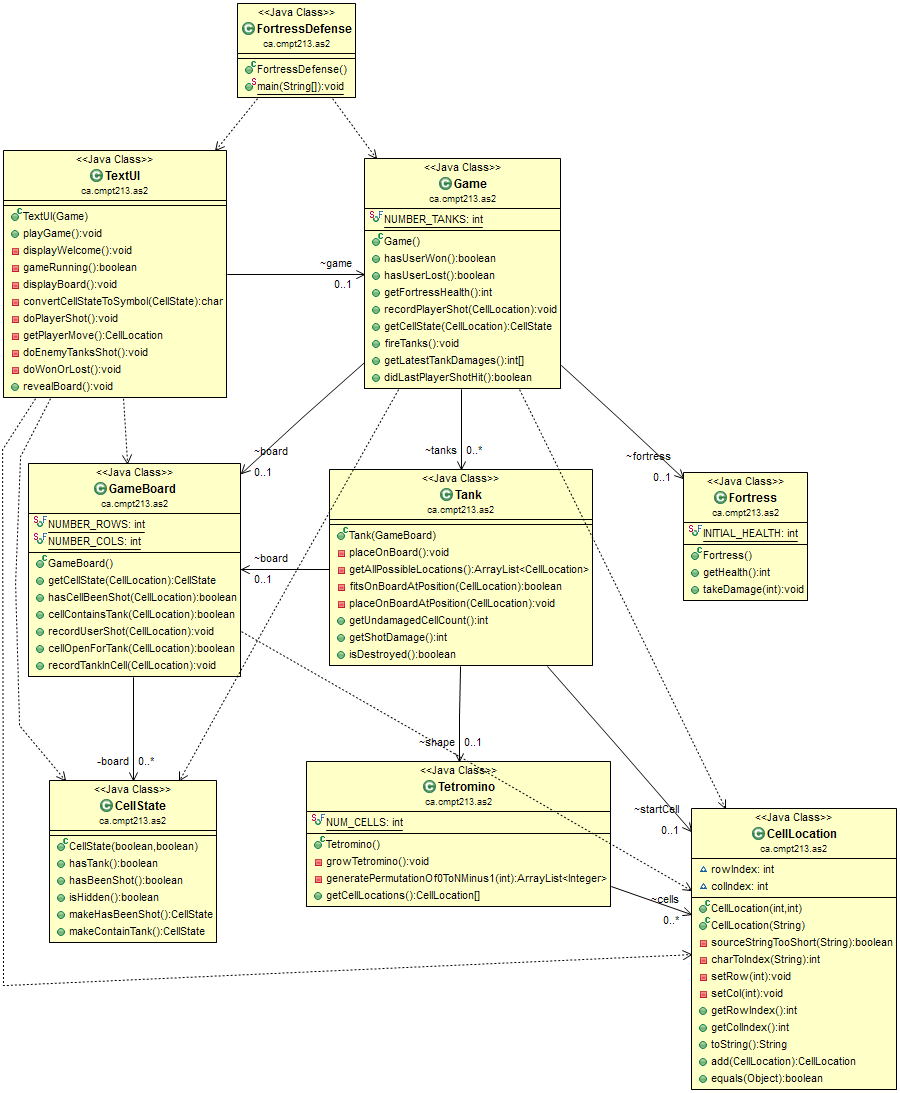 <<Java Class>>
FortressDefense
ca.cmpt213.as2
FortressDefense()
main(String[]):void
<<Java Class>>
TextUI
ca.cmpt213.as2
TextUI(Game)
playGame():void
displayWelcome():void
gameRunning():boolean
displayBoard():void
convertCellStateToSymbol(CellState):char
doPlayerShot():void
getPlayerMove():CellLocation
doEnemyTanksShot():void
doWonOrLost():void
revealBoard():void
~game
0..1
<<Java Class>>
Game
ca.cmpt213.as2
NUMBER_TANKS: int
Game()
hasUserWon():boolean
hasUserLost():boolean
getFortressHealth():int
recordPlayerShot(CellLocation):void
getCellState(CellLocation):CellState
fireTanks():void
getLatestTankDamages():int[]
didLastPlayerShotHit():boolean
~board
0..1
~tanks
0..*
~fortress
0..1
<<Java Class>>
GameBoard
ca.cmpt213.as2
NUMBER_ROWS: int
NUMBER_COLS: int
GameBoard()
getCellState(CellLocation):CellState
hasCellBeenShot(CellLocation):boolean
cellContainsTank(CellLocation):boolean
recordUserShot(CellLocation):void
cellOpenForTank(CellLocation):boolean
recordTankInCell(CellLocation):void
~board
0..1
<<Java Class>>
Tank
ca.cmpt213.as2
Tank(GameBoard)
placeOnBoard():void
getAllPossibleLocations():ArrayList<CellLocation>
fitsOnBoardAtPosition(CellLocation):boolean
placeOnBoardAtPosition(CellLocation):void
getUndamagedCellCount():int
getShotDamage():int
isDestroyed():boolean
<<Java Class>>
Fortress
ca.cmpt213.as2
INITIAL_HEALTH: int
Fortress()
getHealth():int
takeDamage(int):void
-board
0..*
~shape
0..1
~startCell
0..1
<<Java Class>>
CellState
ca.cmpt213.as2
CellState(boolean,boolean)
hasTank():boolean
hasBeenShot():boolean
isHidden():boolean
makeHasBeenShot():CellState
makeContainTank():CellState
<<Java Class>>
Tetromino
ca.cmpt213.as2
NUM_CELLS: int
Tetromino()
growTetromino():void
generatePermutationOf0ToNMinus1(int):ArrayList<Integer>
getCellLocations():CellLocation[]
~cells
0..*
<<Java Class>>
CellLocation
ca.cmpt213.as2
rowIndex: int
colIndex: int
CellLocation(int,int)
CellLocation(String)
sourceStringTooShort(String):boolean
charToIndex(String):int
setRow(int):void
setCol(int):void
getRowIndex():int
getColIndex():int
toString():String
add(CellLocation):CellLocation
equals(Object):boolean